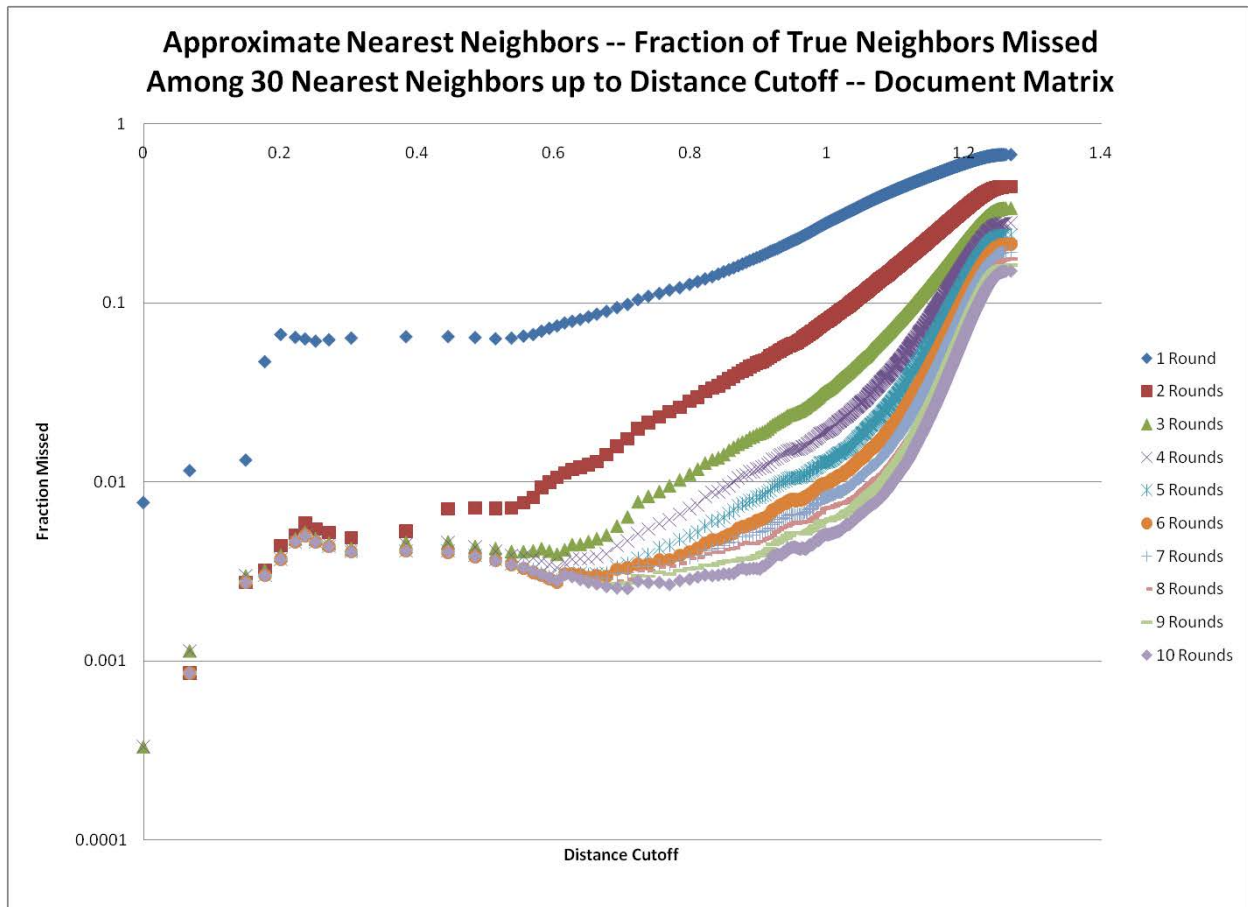 Approximate Nearest Neighbors -- Fraction of True Neighbors Missed
Among 30 Nearest Neighbors up to Distance Cutoff -- Document Matrix
1
0 0.2 0.4 0.6 0.8 1 1.2 1.4
0.1
0.01
0.001
0.0001
Fraction Missed
Distance Cutoff
1 Round
2 Rounds
3 Rounds
4 Rounds
5 Rounds
6 Rounds
7 Rounds
8 Rounds
9 Rounds
10 Rounds